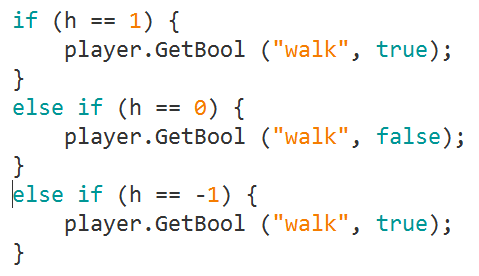 if (h == 1) {
    player.GetBool ("walk", true);
}
else if (h == 0) {
    player.GetBool ("walk", false);
}
else if (h == -1) {
    player.GetBool ("walk", true);
}